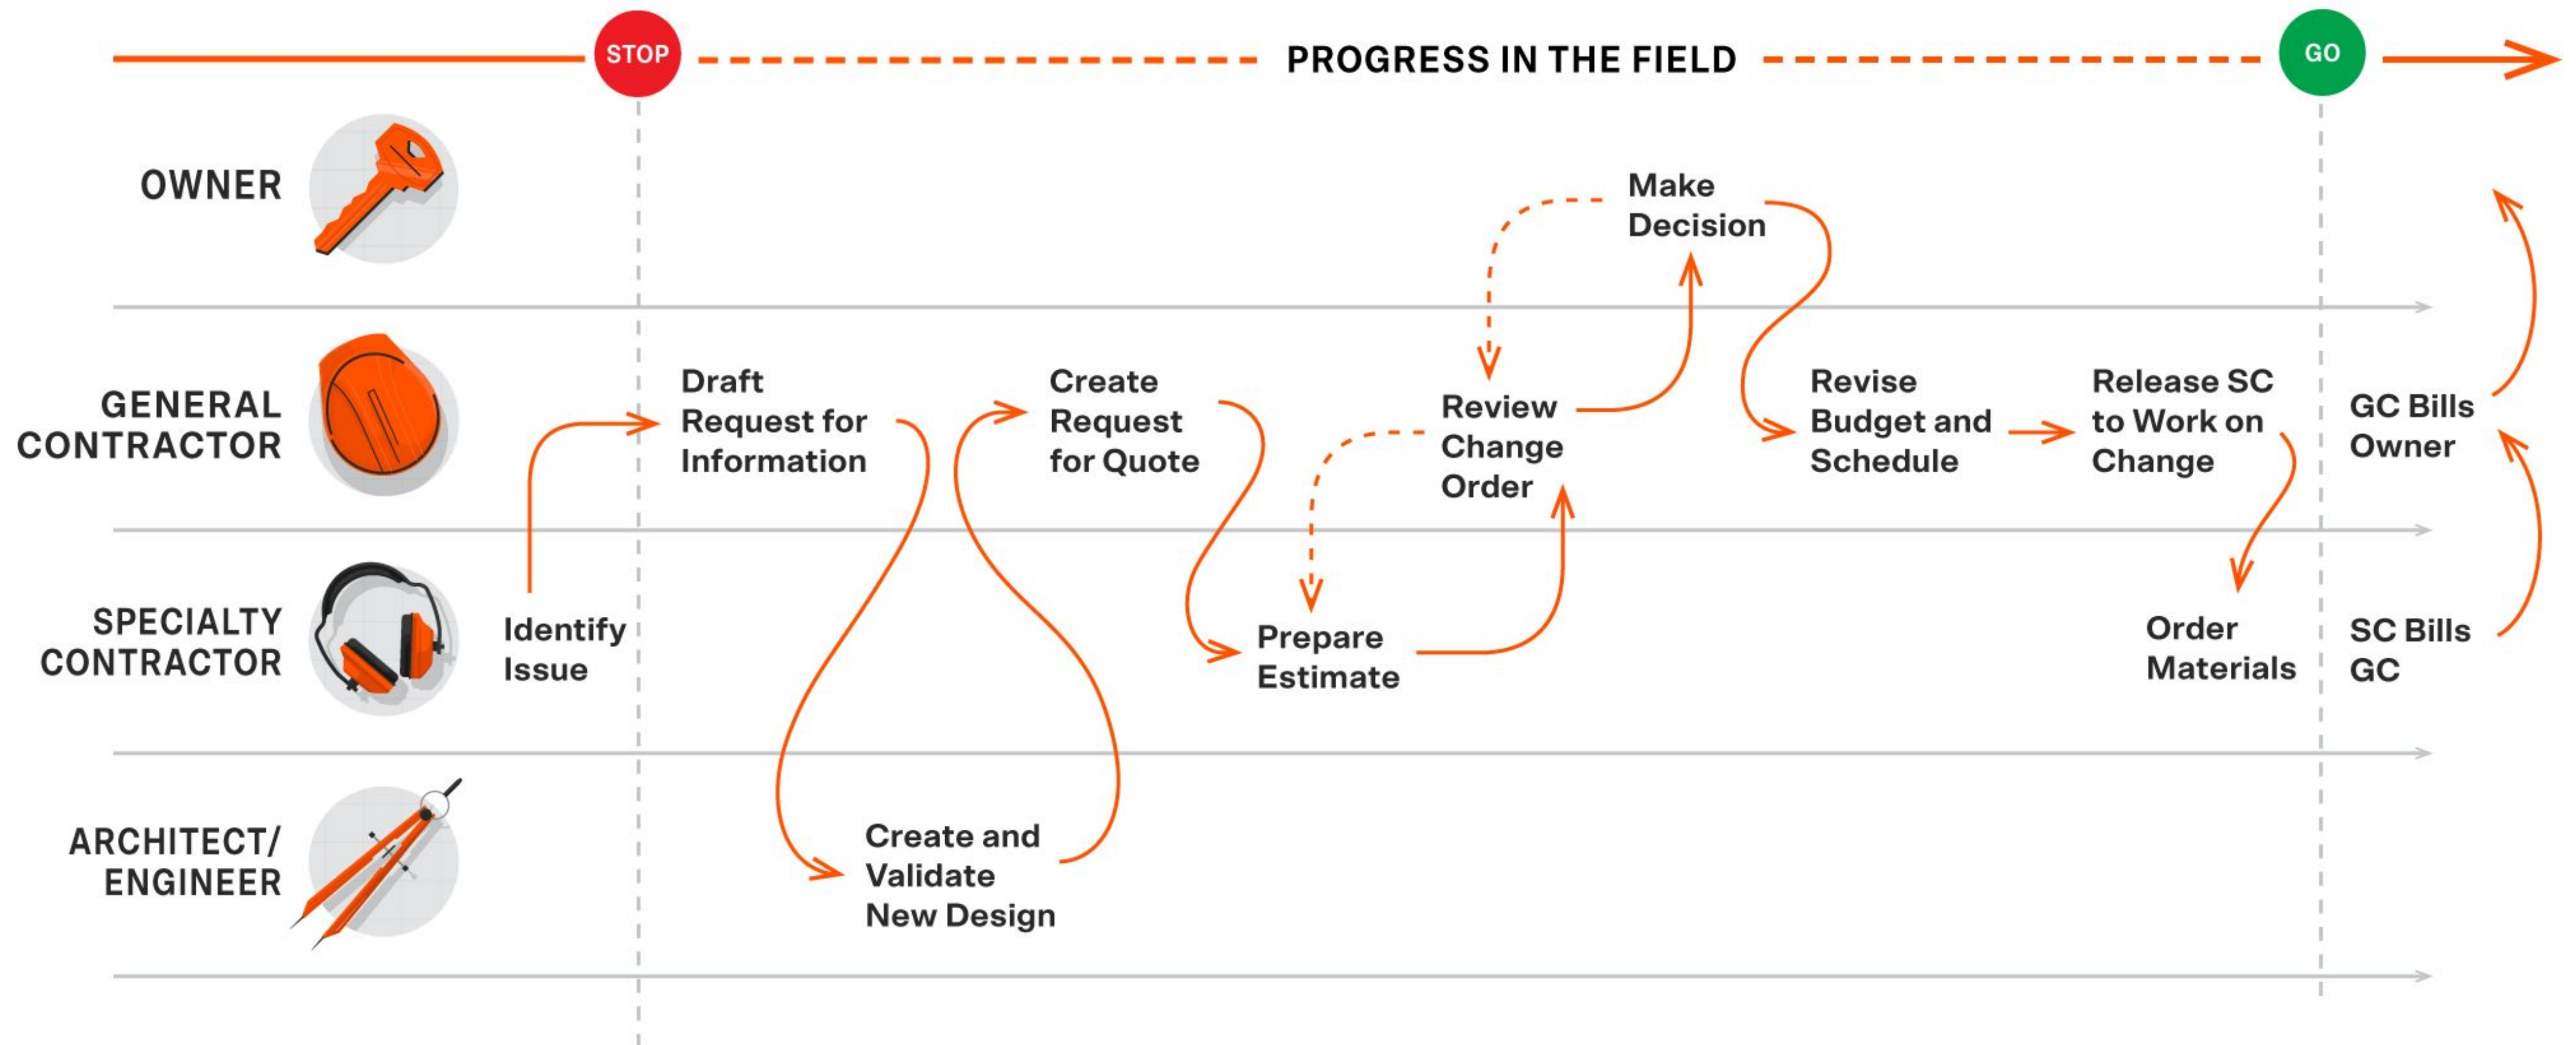 STOP
PROGRESS IN THE FIELD
GO
OWNER
Make
Decision
GENERAL
CONTRACTOR
Draft
Request for
Information
Create
Request
for Quote
Review
Change
Order
Revise
Budget and
Schedule
Release SC
to Work on
Change
GC Bills
Owner
SPECIALTY
CONTRACTOR
Identify
Issue
Prepare
Estimate
Order
Materials
SC Bills
GC
ARCHITECT/
ENGINEER
Create and
Validate
New Design